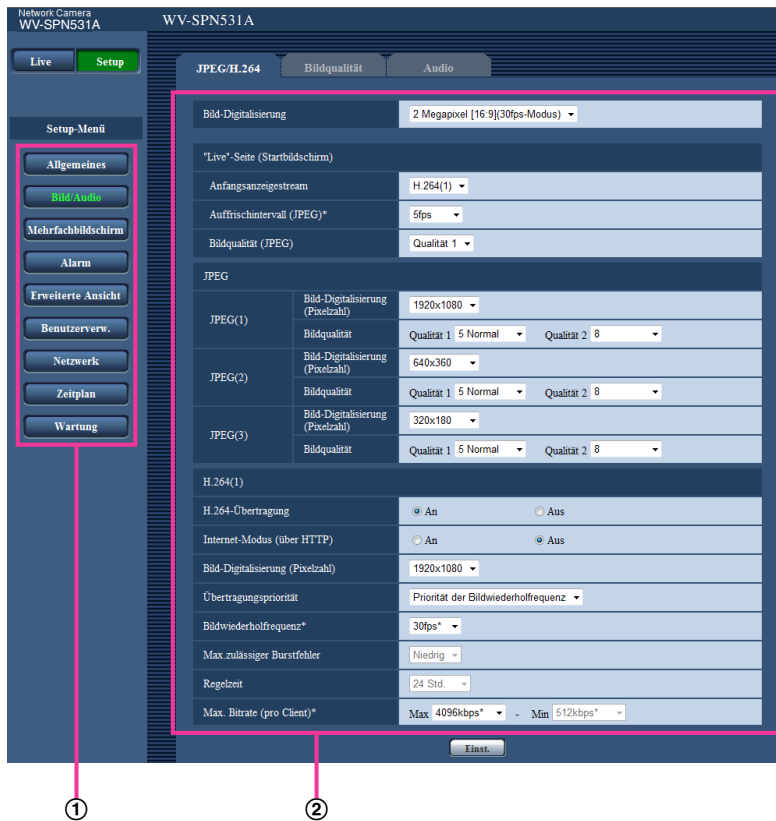 Network Camera
WV-SPN531A
WV-SPN531A
Live
Setup
Setup-Menü
Allgemeines
Bild/Audio
Mehrfachbildschirm
Alarm
Erweiterte Ansicht
Benutzerverw.
Netzwerk
Zeitplan
Wartung
JPEG/H.264
Bildqualität
Audio
Bild-Digitalisierung
2 Megapixel [16:9](30fps-Modus)
"Live"-Seite (Startbildschirm)
Anfangsanzeigestream
H.264(1)
Auffrischintervall (JPEG)*
5fps
Bildqualität (JPEG)
Qualität 1
JPEG
JPEG(1)
Bild-Digitalisierung
(Pixelzahl)
1920x1080
Bildqualität
Qualität 1 5 Normal Qualität 2 8
JPEG(2)
Bild-Digitalisierung
(Pixelzahl)
640x360
Bildqualität
Qualität 1 5 Normal Qualität 2 8
JPEG(3)
Bild-Digitalisierung
(Pixelzahl)
320x180
Bildqualität
Qualität 1 5 Normal Qualität 2 8
H.264(1)
H.264-Übertragung
An Aus
Internet-Modus (über HTTP)
An Aus
Bild-Digitalisierung (Pixelzahl)
1920x1080
Übertragungspriorität
Priorität der Bildwiederholfrequenz
Bildwiederholfrequenz*
30fps*
Max.zulässiger Burstfehler
Niedrig
Regelzeit
24 Std.
Max. Bitrate (pro Client)*
Max 4096kbps* - Min 512kbps*
Einst.
① ②